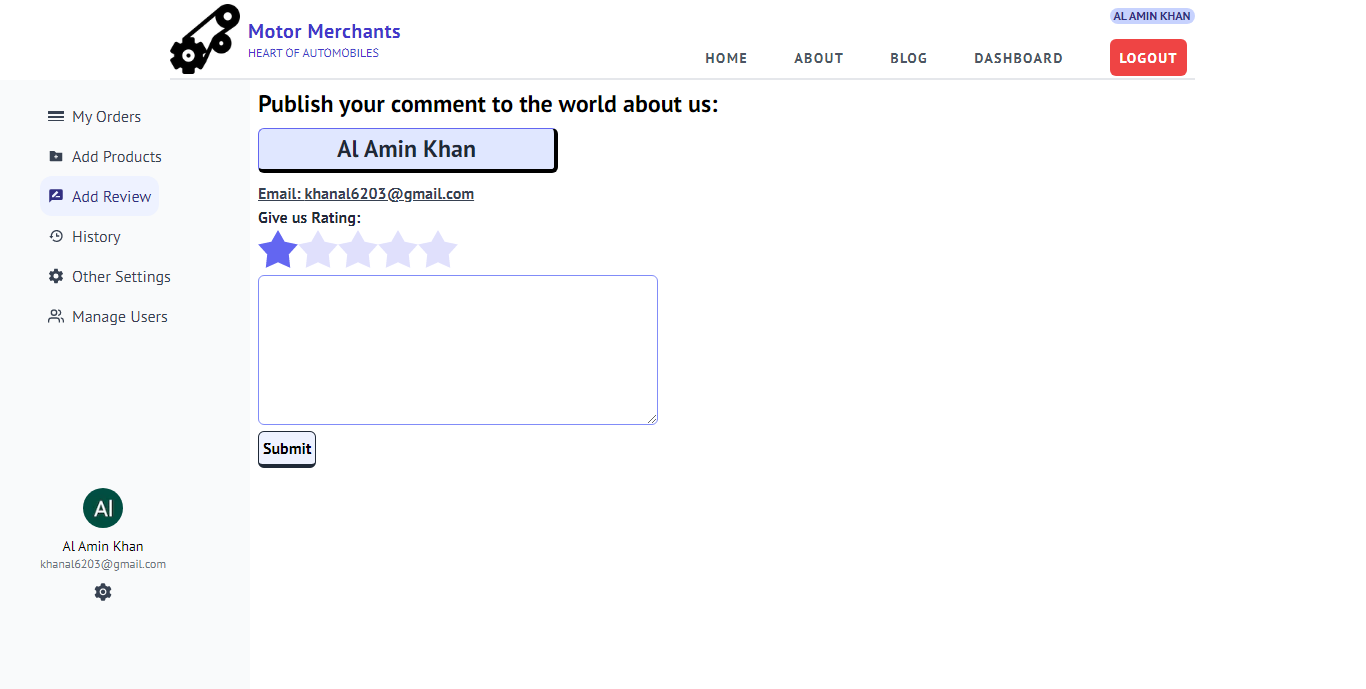 Motor Merchants
HEART OF AUTOMOBILES
AL AMIN KHAN
HOME ABOUT BLOG DASHBOARD LOGOUT
My Orders
Add Products
Add Review
History
Other Settings
Manage Users
Al
Al Amin Khan
khanal6203@gmail.com
Publish your comment to the world about us:
Al Amin Khan
Email: khanal6203@gmail.com
Give us Rating:
Submit